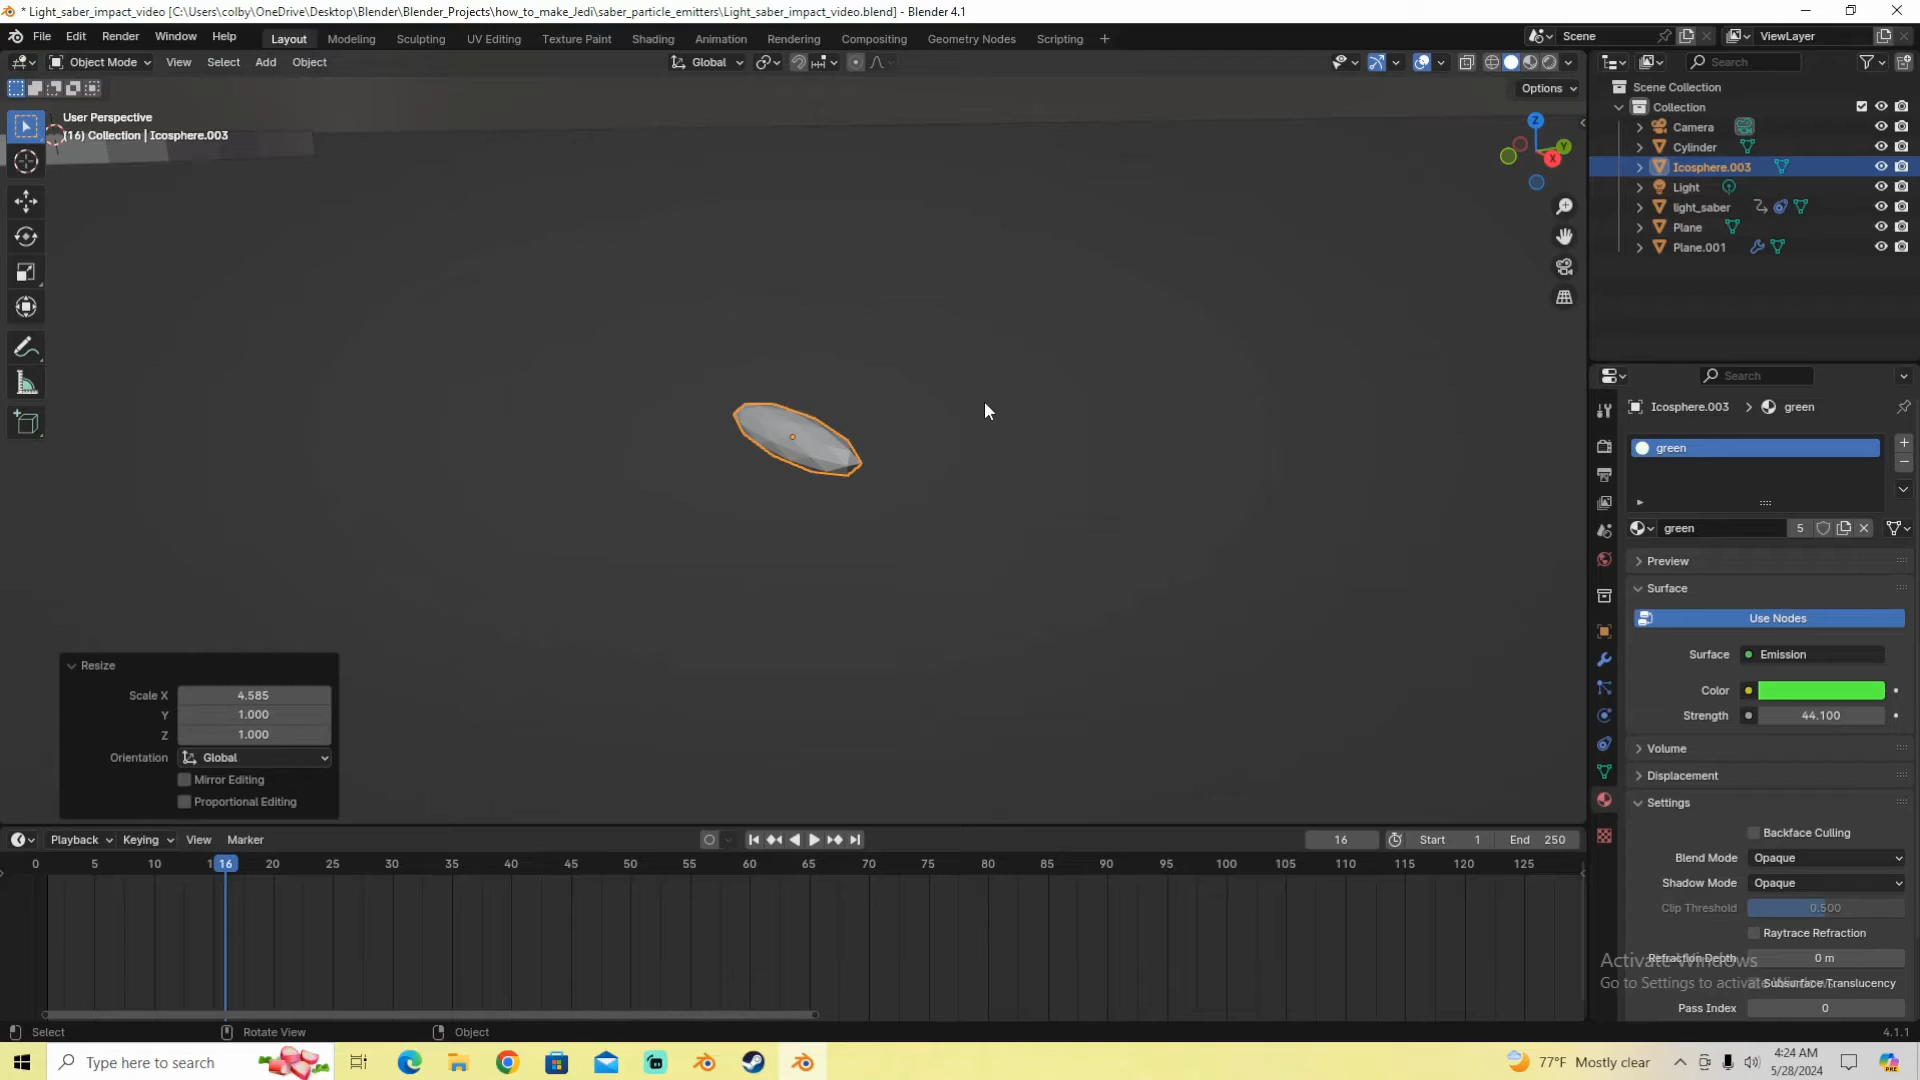 * Light_saber_impact_video [C:\Users\colby\OneDrive\Desktop\Blender\Blender_Projects\how_to_make_Jedi\saber_particle_emitters\Light_saber_impact_video.blend] - Blender 4.1
File Edit Render Window Help Layout Modeling Sculpting UV Editing Texture Paint Shading Animation Rendering Compositing Geometry Nodes Scripting + Scene ViewLayer
Object Mode View Select Add Object Global Search
Options
Scene Collection
User Perspective
(16) Collection | Icosphere.003
Collection
Camera
Cylinder
Icosphere.003
Light
light_saber
Plane
Plane.001
Z
Y
X
Search
Icosphere.003 > green
green
green 5
Preview
Surface
Use Nodes
Surface Emission
Color
Strength 44.100
Volume
Displacement
Settings
Backface Culling
Blend Mode Opaque
Shadow Mode Opaque
Clip Threshold 0.500
Raytrace Refraction
Refraction Depth 0 m
Subsurface Translucency
Pass Index 0
Activate Windows
Go to Settings to activate
Resize
Scale X 4.585
Y 1.000
Z 1.000
Orientation Global
Mirror Editing
Proportional Editing
Playback Keying View Marker 16 Start 1 End 250
0 5 10 16 20 25 30 35 40 45 50 55 60 65 70 75 80 85 90 95 100 105 110 115 120 125
Select Rotate View Object 4.1.1
Type here to search 77°F Mostly clear 4:24 AM
5/28/2024
PRE